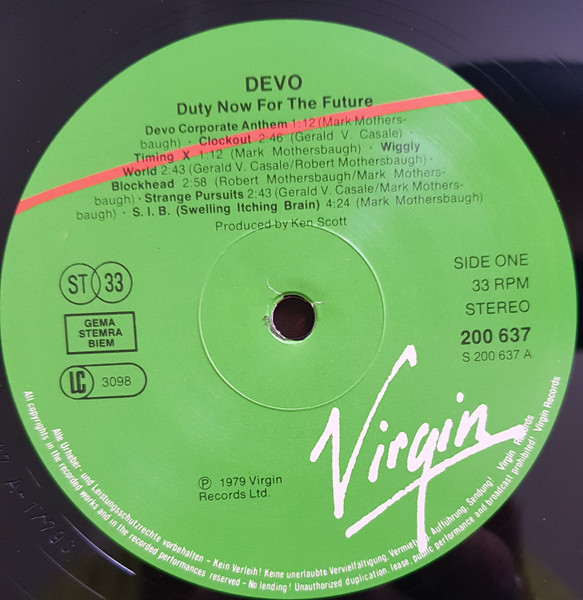 DEVO
Duty Now For The Future
Devo Corporate Anthem 1:12 (Mark Mothers-
baugh) · Clockout 2:46 (Gerald V. Casale) ·
Timing X 1:12 (Mark Mothersbaugh) · Wiggly
World 2:43 (Gerald V. Casale/Robert Mothersbaugh) ·
Blockhead 2:58 (Robert Mothersbaugh/Mark Mothers-
baugh) · Strange Pursuits 2:43 (Gerald V. Casale/Mark Mothers-
baugh) · S. I. B. (Swelling Itching Brain) 4:24 (Mark Mothersbaugh)
Produced by Ken Scott
ST 33
GEMA
STEMRA
BIEM
LC 3098
SIDE ONE
33 RPM
STEREO
200 637
S 200 637 A
Virgin
Ⓟ 1979 Virgin
Records Ltd.
Alle Urheber- und Leistungsschutzrechte vorbehalten - Kein Verleih! Keine unerlaubte Vervielfältigung, Vermietung, Aufführung, Sendung! Virgin Records
All copyrights in the recorded works and in the recorded performances reserved - No lending! Unauthorized duplication, lease, public performance and broadcast prohibited! Virgin Records